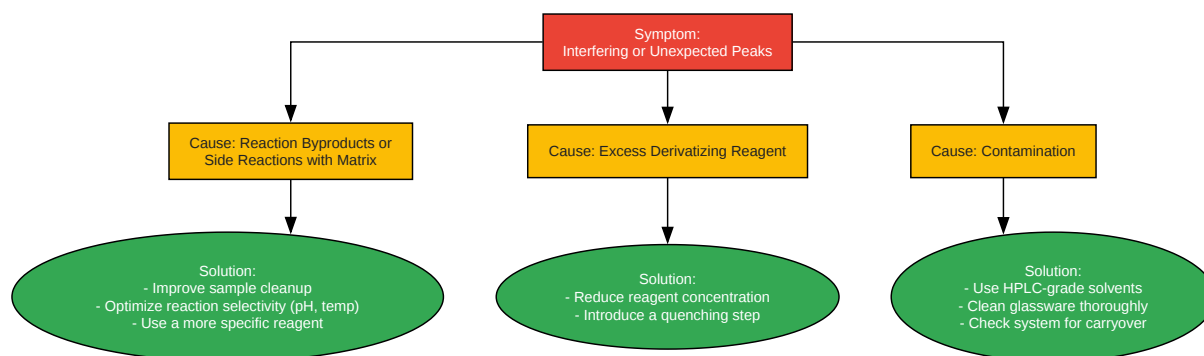 Symptom:
Interfering or Unexpected Peaks
Cause: Reaction Byproducts or
Side Reactions with Matrix
Cause: Excess Derivatizing Reagent
Cause: Contamination
Solution:
- Improve sample cleanup
- Optimize reaction selectivity (pH, temp)
- Use a more specific reagent
Solution:
- Reduce reagent concentration
- Introduce a quenching step
Solution:
- Use HPLC-grade solvents
- Clean glassware thoroughly
- Check system for carryover